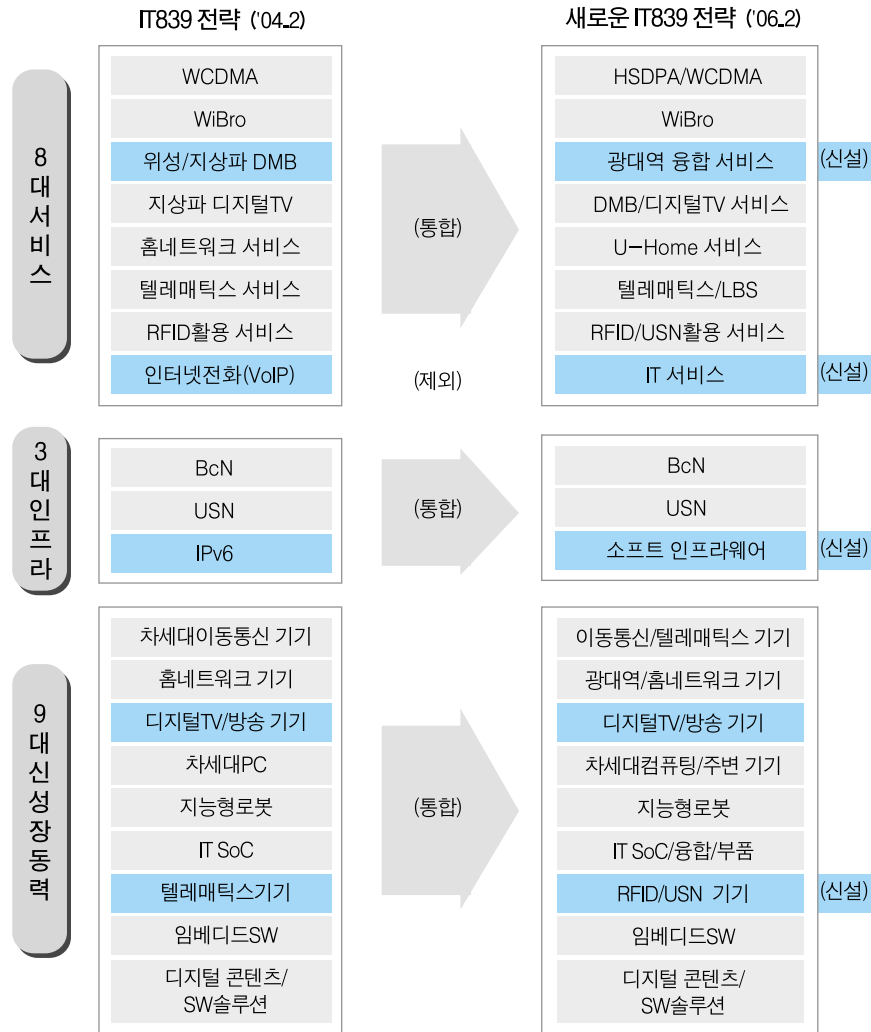 IT839 전략 ('04.2)
새로운 IT839 전략 ('06.2)
8대서비스
WCDMA
WiBro
위성/지상파 DMB
지상파 디지털TV
홈네트워크 서비스
텔레매틱스 서비스
RFID활용 서비스
인터넷전화(VoIP)
(통합)
(제외)
HSDPA/WCDMA
WiBro
광대역 융합 서비스
(신설)
DMB/디지털TV 서비스
U-Home 서비스
텔레매틱스/LBS
RFID/USN활용 서비스
IT 서비스
(신설)
3대인프라
BcN
USN
IPv6
(통합)
BcN
USN
소프트 인프라웨어
(신설)
9대신성장동력
차세대이동통신 기기
홈네트워크 기기
디지털TV/방송 기기
차세대PC
지능형로봇
IT SoC
텔레매틱스기기
임베디드SW
디지털 콘텐츠/
SW솔루션
(통합)
이동통신/텔레매틱스 기기
광대역/홈네트워크 기기
디지털TV/방송 기기
차세대컴퓨팅/주변 기기
지능형로봇
IT SoC/융합/부품
RFID/USN 기기
(신설)
임베디드SW
디지털 콘텐츠/
SW솔루션